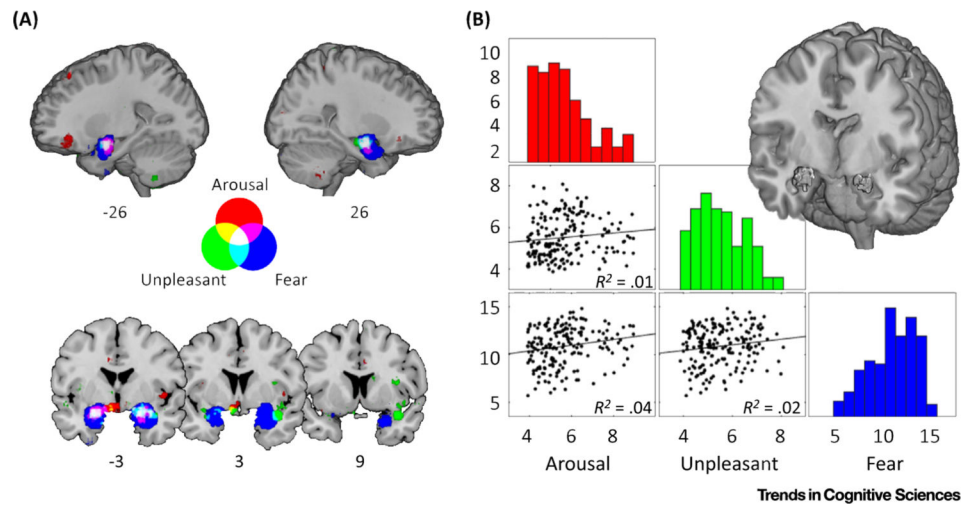 (A)
-26
26
Arousal
Unpleasant
Fear
-3
3
9
(B)
10
8
6
4
2
8
6
4
R² = .01
15
10
5
R² = .04
R² = .02
4
6
8
4
6
8
5
10
15
Arousal
Unpleasant
Fear
Trends in Cognitive Sciences